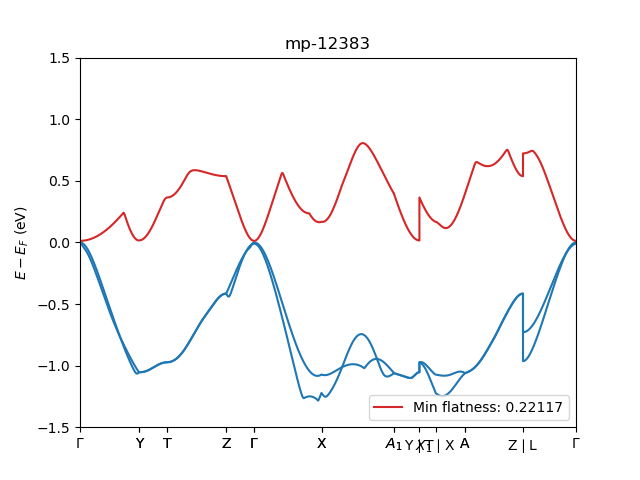 mp-12383
E − E_F (eV)
1.5
1.0
0.5
0.0
−0.5
−1.0
−1.5
Min flatness: 0.22117
Γ Y T Z Γ X A₁ Y X₁ T | X A Z | L Γ